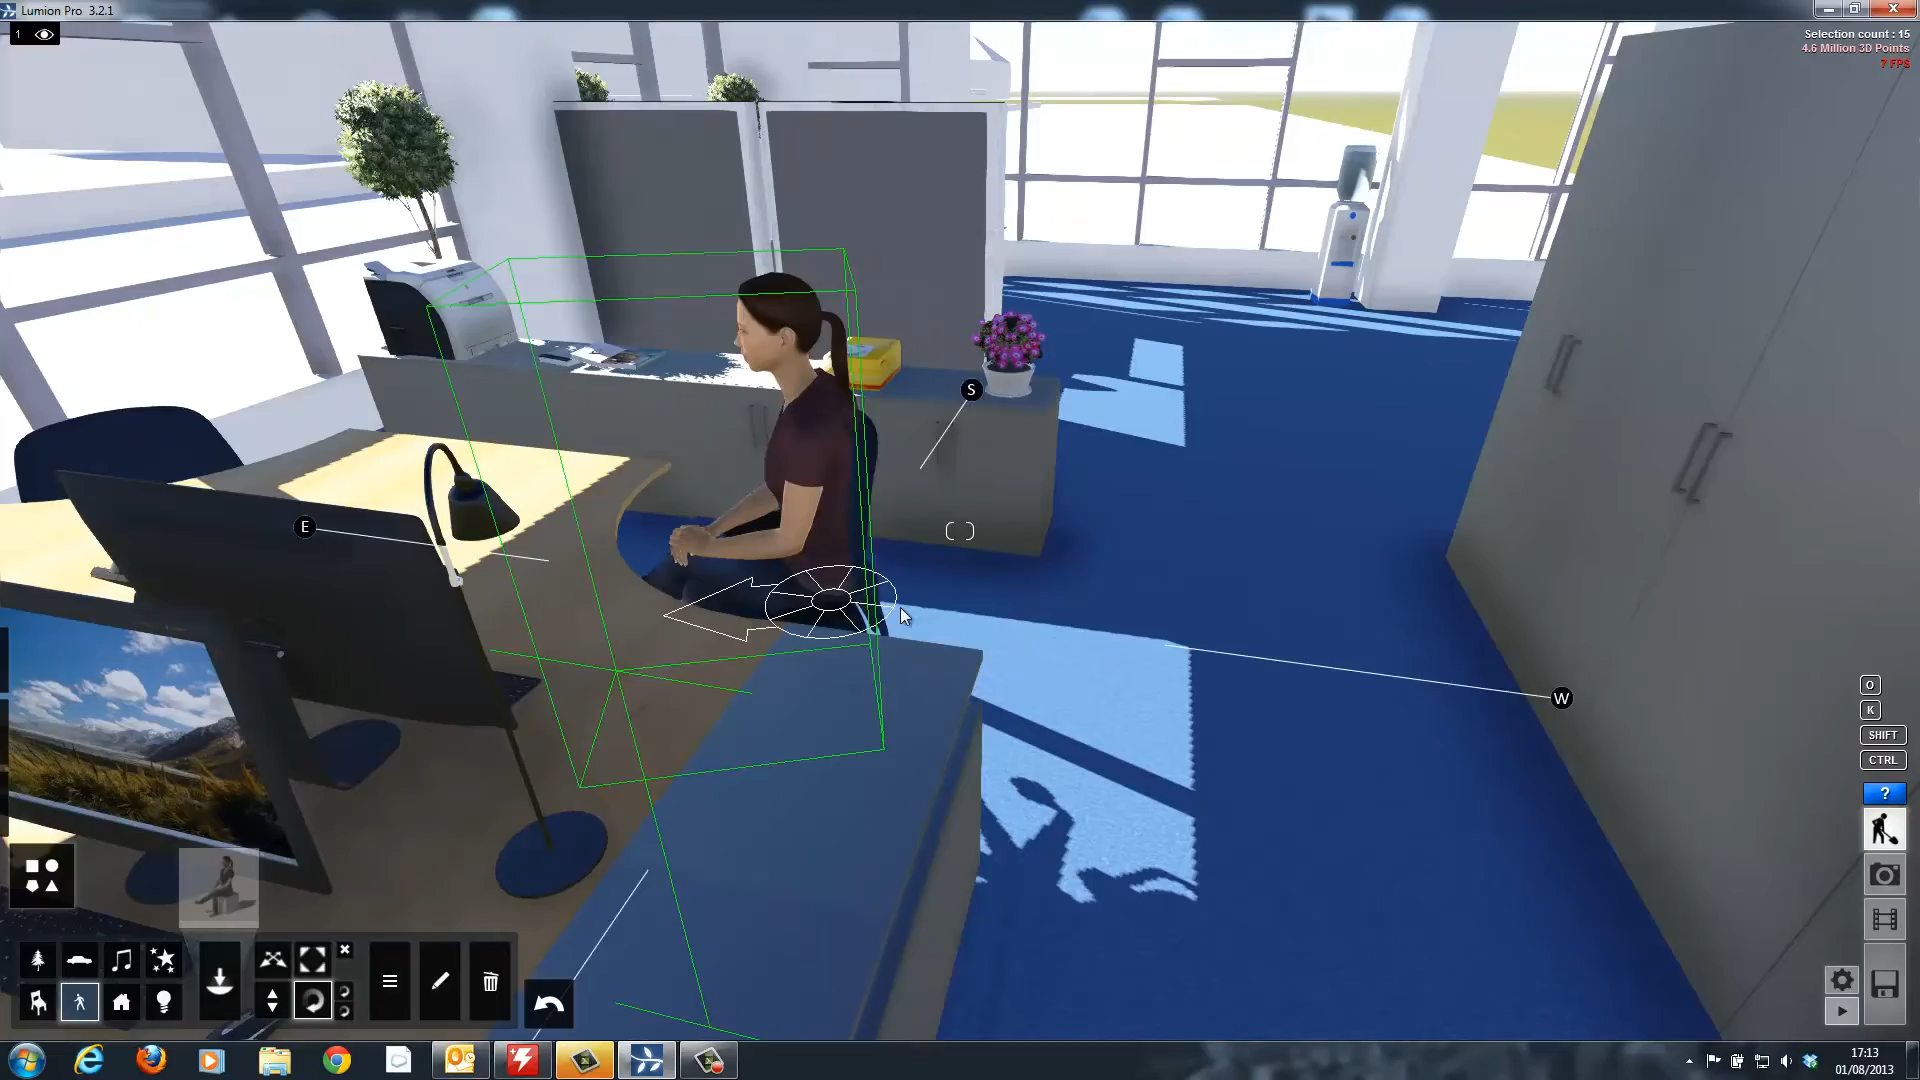 Lumion Pro 3.2.1
1
Selection count : 15
4.6 Million 3D Points
7 FPS
S
E
W
O
K
SHIFT
CTRL
?
17:13
01/08/2013